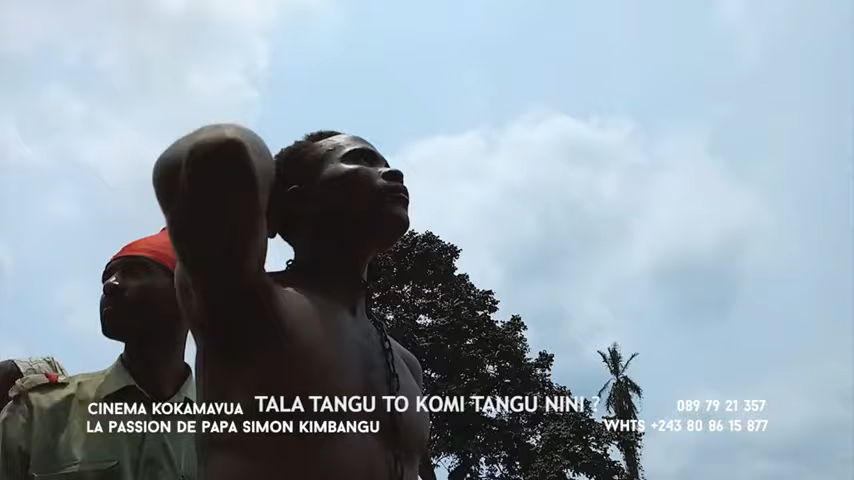 CINEMA KOKAMAVUA
LA PASSION DE PAPA SIMON KIMBANGU
TALA TANGU TO KOMI TANGU NINI ?
089 79 21 357
WHTS +243 80 86 15 877